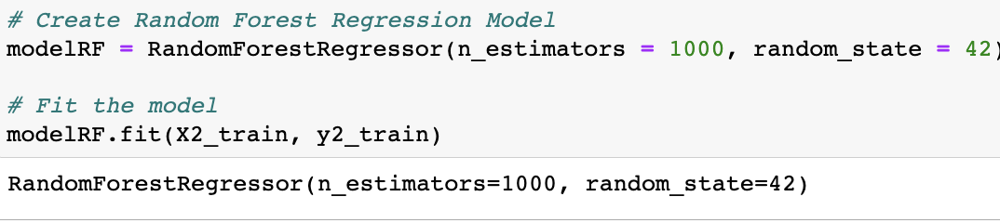 # Create Random Forest Regression Model
modelRF = RandomForestRegressor(n_estimators = 1000, random_state = 42)
# Fit the model
modelRF.fit(X2_train, y2_train)
RandomForestRegressor(n_estimators=1000, random_state=42)